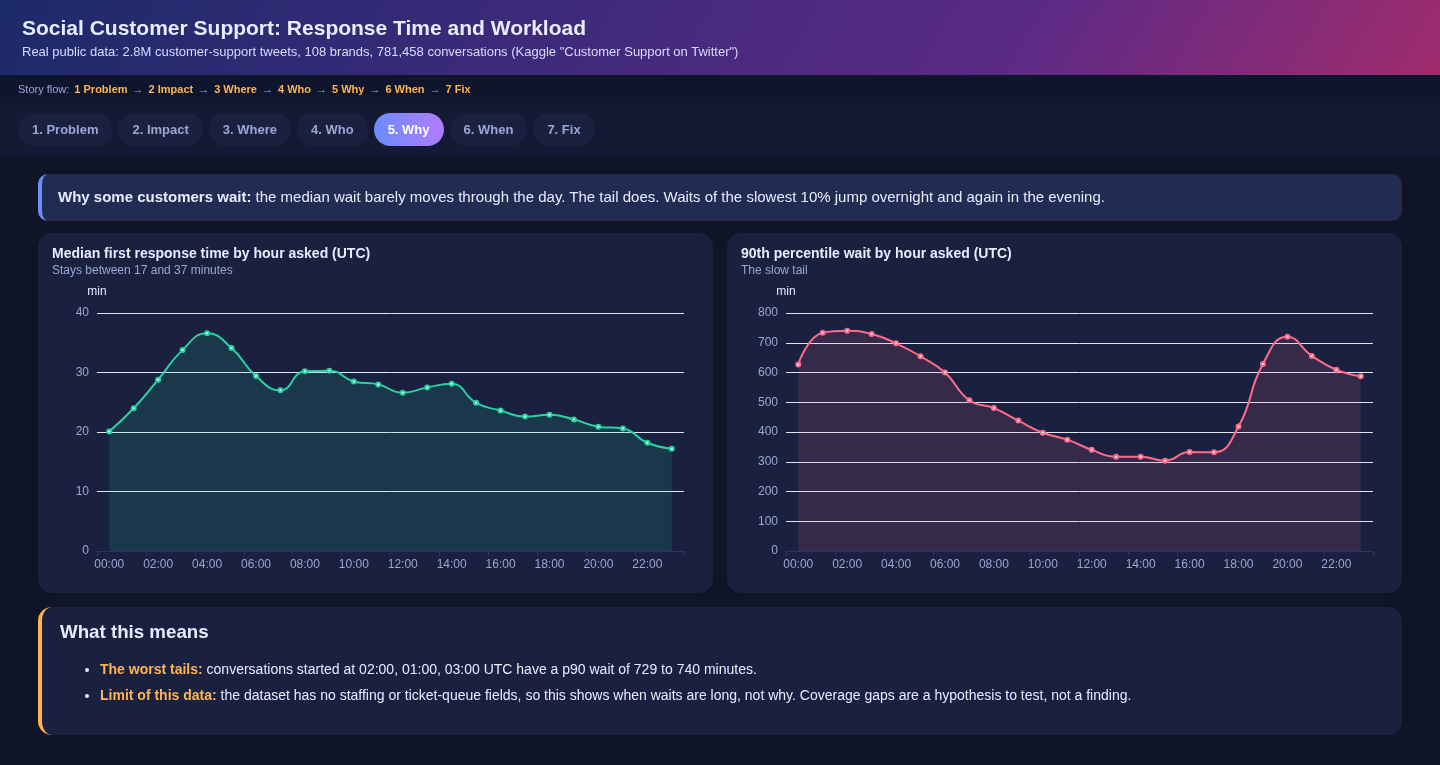 Social Customer Support: Response Time and Workload
Real public data: 2.8M customer-support tweets, 108 brands, 781,458 conversations (Kaggle "Customer Support on Twitter")
Story flow: 1 Problem → 2 Impact → 3 Where → 4 Who → 5 Why → 6 When → 7 Fix
1. Problem 2. Impact 3. Where 4. Who 5. Why 6. When 7. Fix
Why some customers wait: the median wait barely moves through the day. The tail does. Waits of the slowest 10% jump overnight and again in the evening.
Median first response time by hour asked (UTC)
Stays between 17 and 37 minutes
min
40
30
20
10
0
00:00 02:00 04:00 06:00 08:00 10:00 12:00 14:00 16:00 18:00 20:00 22:00
90th percentile wait by hour asked (UTC)
The slow tail
min
800
700
600
500
400
300
200
100
0
00:00 02:00 04:00 06:00 08:00 10:00 12:00 14:00 16:00 18:00 20:00 22:00
What this means
• The worst tails: conversations started at 02:00, 01:00, 03:00 UTC have a p90 wait of 729 to 740 minutes.
• Limit of this data: the dataset has no staffing or ticket-queue fields, so this shows when waits are long, not why. Coverage gaps are a hypothesis to test, not a finding.